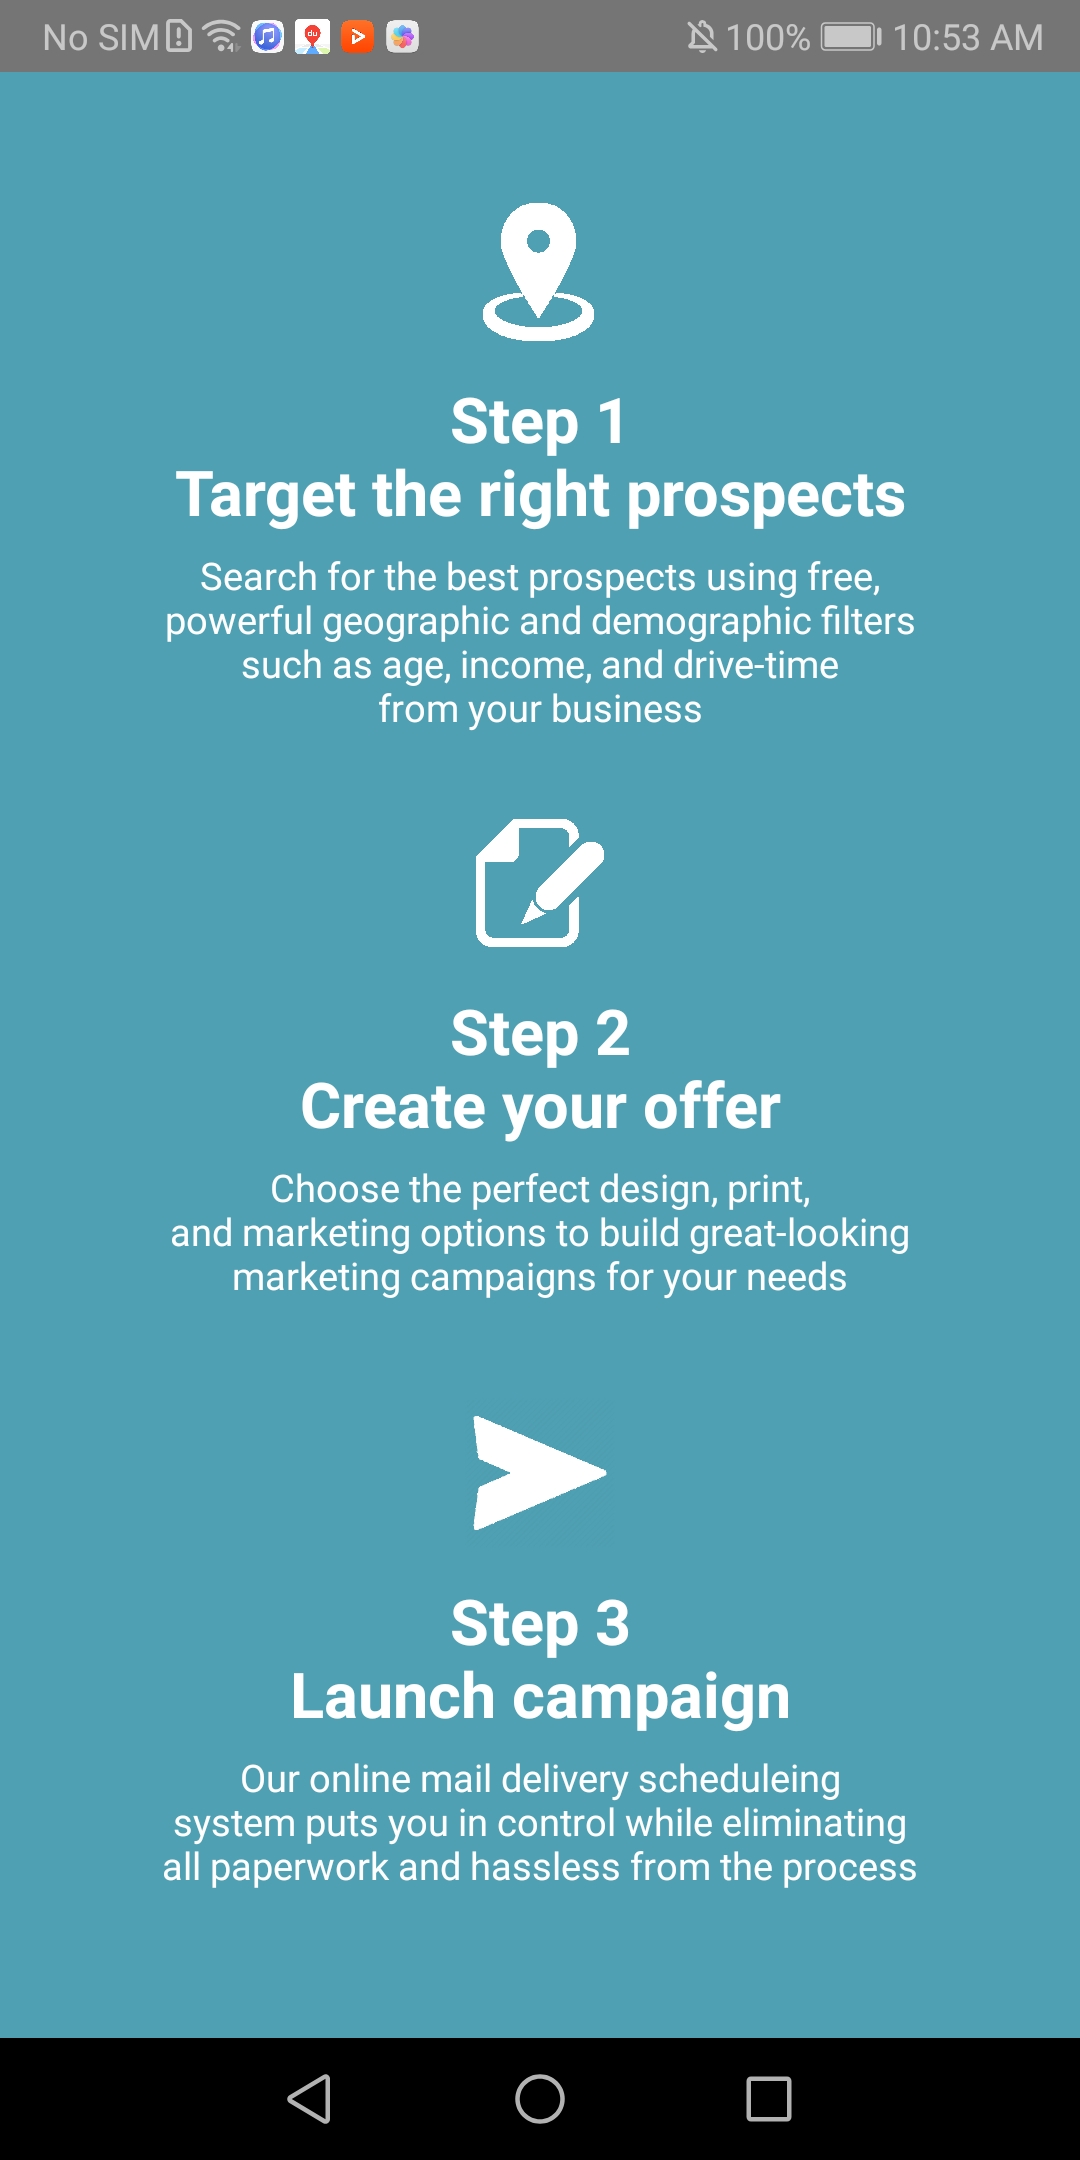 No SIM 100% 10:53 AM
du
Step 1
Target the right prospects
Search for the best prospects using free,
powerful geographic and demographic filters
such as age, income, and drive-time
from your business
Step 2
Create your offer
Choose the perfect design, print,
and marketing options to build great-looking
marketing campaigns for your needs
Step 3
Launch campaign
Our online mail delivery scheduleing
system puts you in control while eliminating
all paperwork and hassless from the process